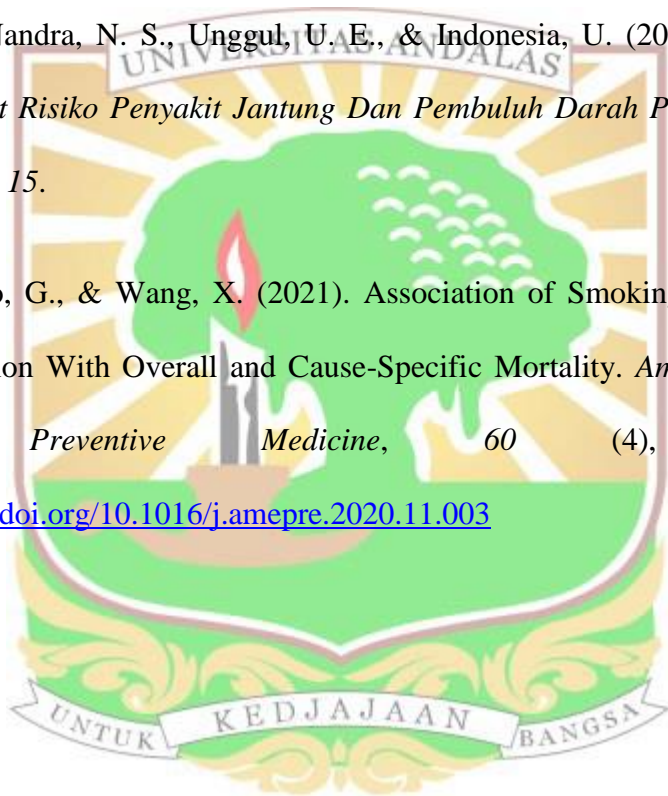 Nandra, N. S., Unggul, U. E., & Indonesia, U. (20
UNIVERSITAS ANDALAS
t Risiko Penyakit Jantung Dan Pembuluh Darah P
15.
o, G., & Wang, X. (2021). Association of Smokin
ion With Overall and Cause-Specific Mortality. Am
Preventive Medicine, 60 (4),
doi.org/10.1016/j.amepre.2020.11.003
UNTUK KEDJAJAAN BANGSA